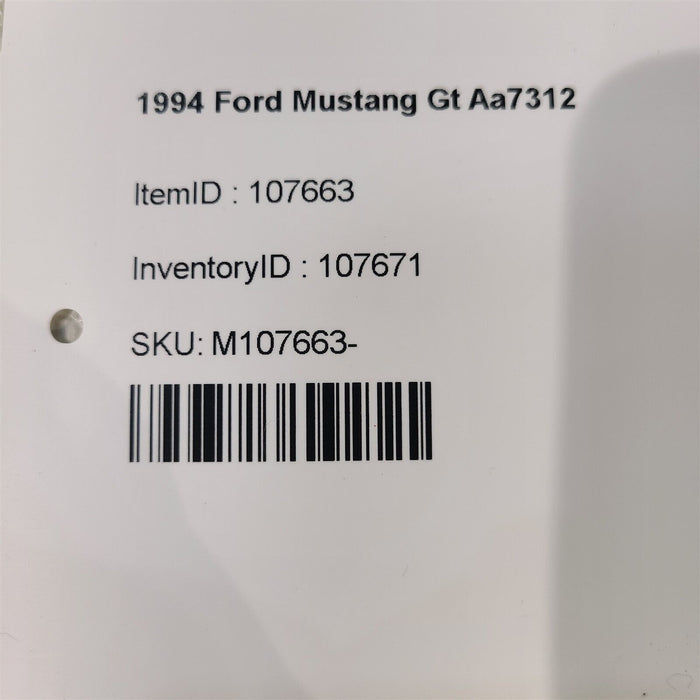 1994 Ford Mustang Gt Aa7312
ItemID : 107663
InventoryID : 107671
SKU: M107663-